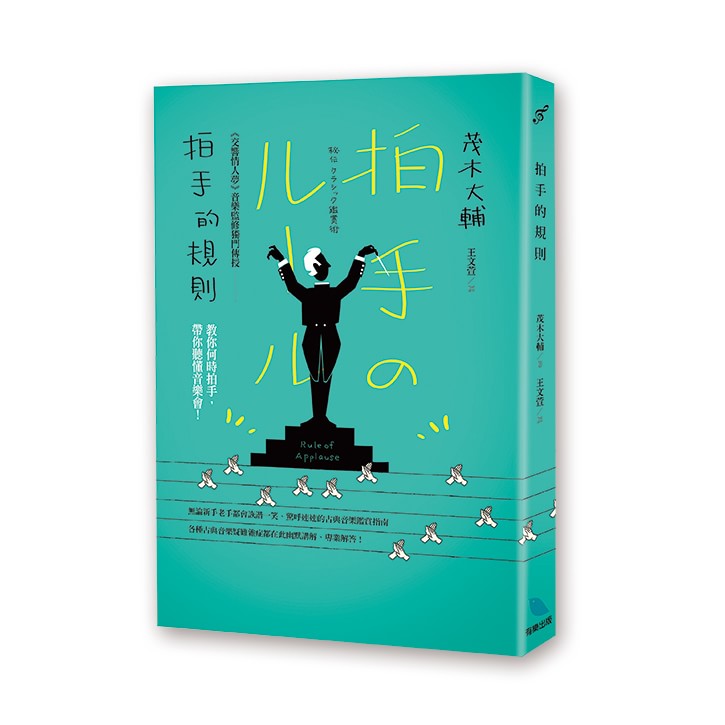 茂木大輔
王文萱／譯
拍手の
ルール
秘伝クラシック鑑賞術
《交響情人夢》音樂監修獨門傳授
拍手的規則
教你何時拍手，
帶你聽懂音樂會！
Rule of
Applause
無論新手老手都會詼諧一笑、驚呼連連的古典音樂鑑賞指南
各種古典音樂疑難雜症都在此幽默講解、專業解答！
拍手的規則
茂木大輔／著
王文萱／譯
有樂出版